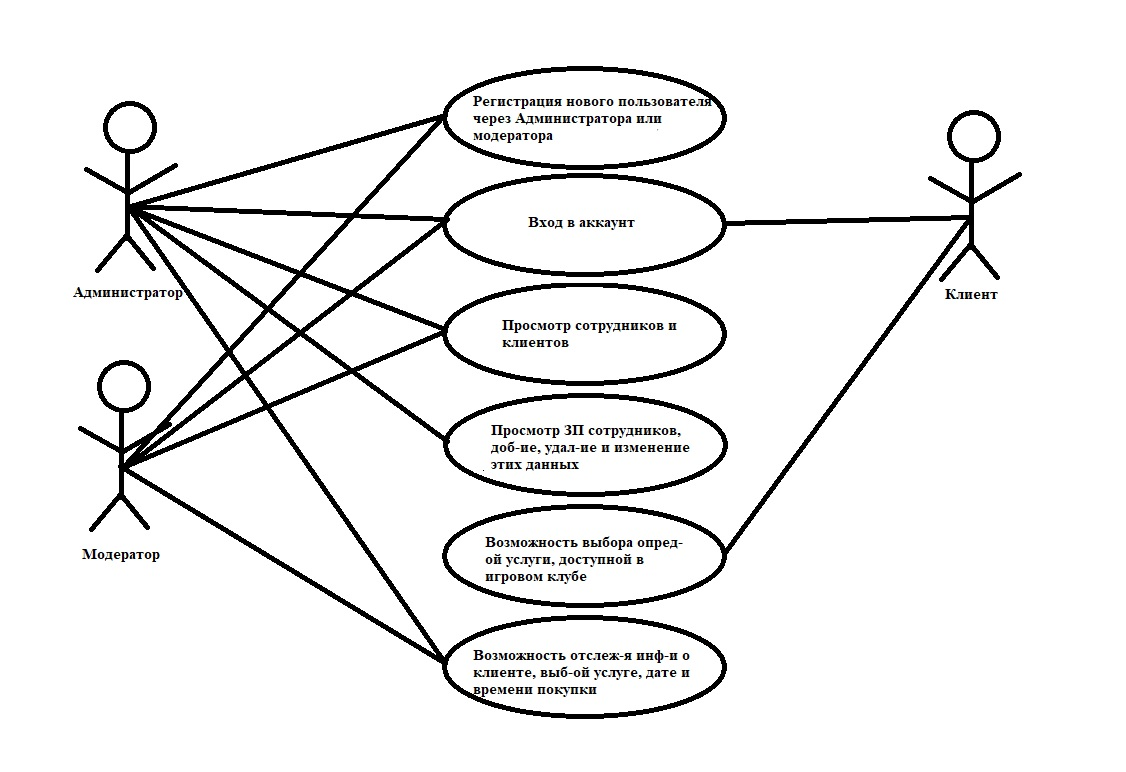 Регистрация нового пользователя
через Администратора или
модератора
Вход в аккаунт
Администратор
Клиент
Просмотр сотрудников и
клиентов
Просмотр ЗП сотрудников,
доб-ие, удал-ие и изменение
этих данных
Модератор
Возможность выбора опред-
ой услуги, доступной в
игровом клубе
Возможность отслеж-я инф-и о
клиенте, выб-ой услуге, дате и
времени покупки